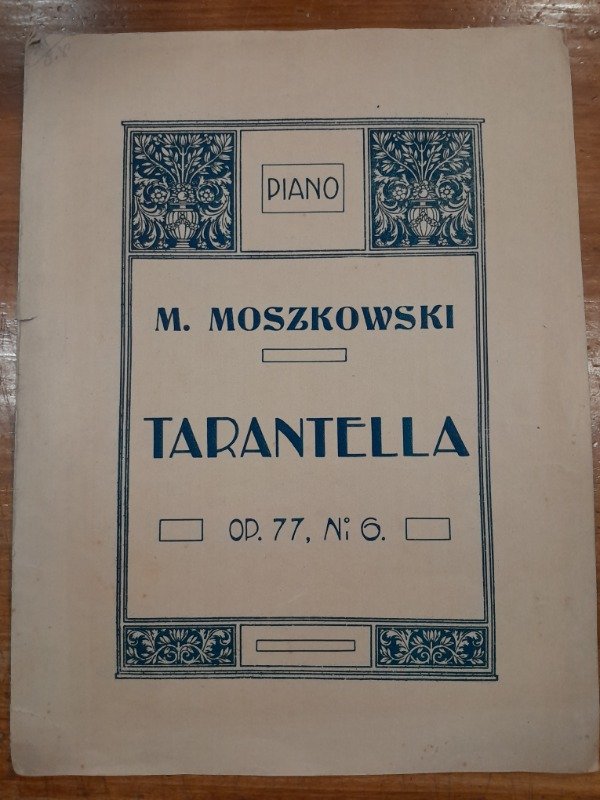 PIANO
M. MOSZKOWSKI
TARANTELLA
OP. 77, No 6.